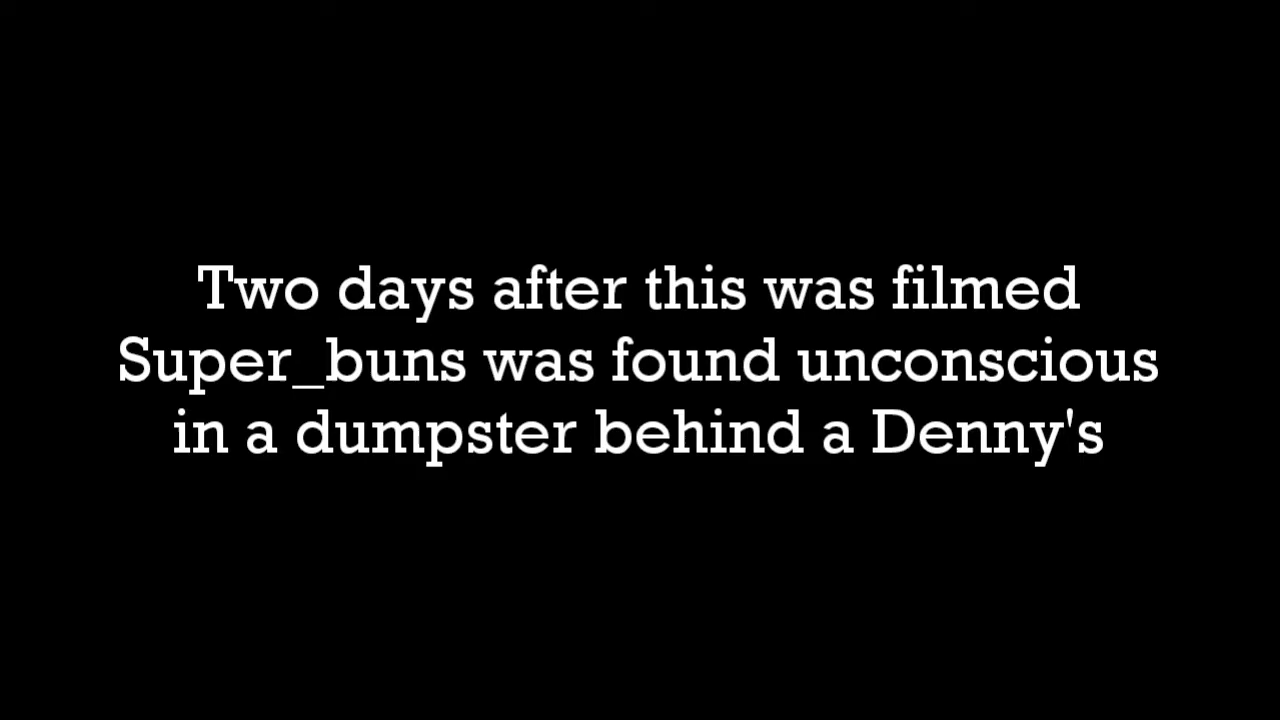 Two days after this was filmed
Super_buns was found unconscious
in a dumpster behind a Denny's